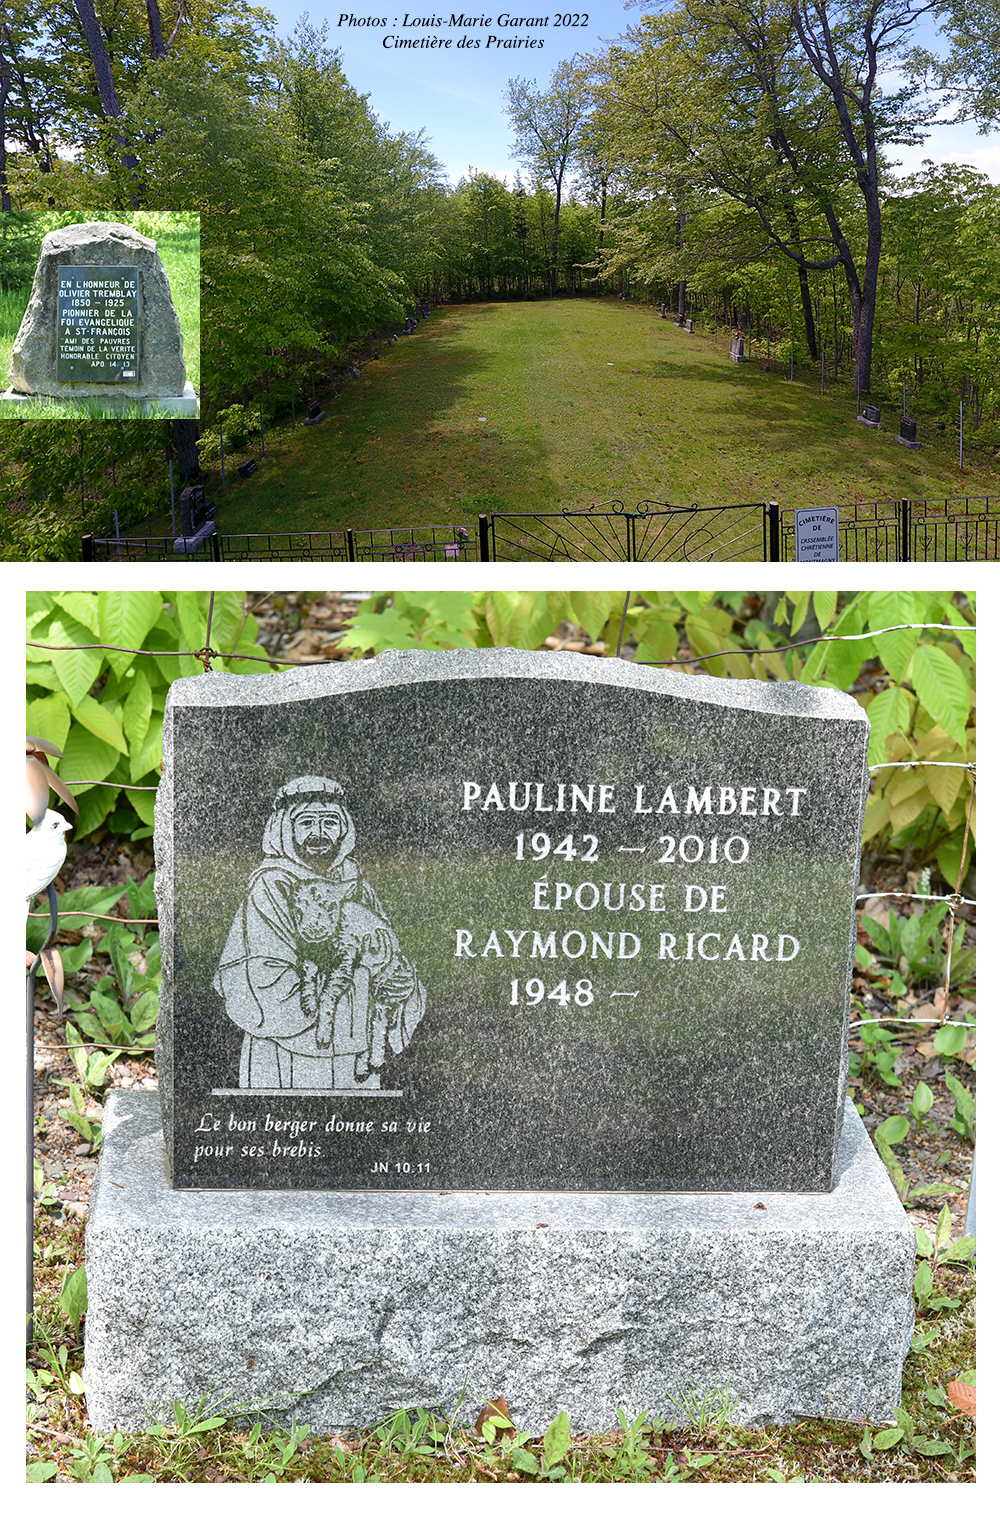 Photos : Louis-Marie Garant 2022
Cimetière des Prairies
EN L HONNEUR DE
OLIVIER TREMBLAY
1850 – 1925
PIONNIER DE LA
FOI EVANGELIQUE
A ST-FRANÇOIS
AMI DES PAUVRES
TEMOIN DE LA VERITE
HONORABLE CITOYEN
APO. 14 13
CIMETIÈRE
DE
L'ASSEMBLÉE
CHRÉTIENNE
DE
MONTMAGNY
PAULINE LAMBERT
1942 – 2010
ÉPOUSE DE
RAYMOND RICARD
1948 –
Le bon berger donne sa vie
pour ses brebis.
JN 10.11